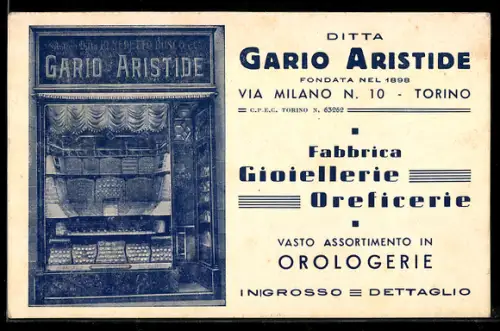 GARIO ARISTIDE
DITTA
GARIO ARISTIDE
FONDATA NEL 1898
VIA MILANO N. 10 - TORINO
C.P.E.C. TORINO N. 63262
Fabbrica
Gioiellerie
Oreficerie
VASTO ASSORTIMENTO IN
OROLOGERIE
INGROSSO DETTAGLIO